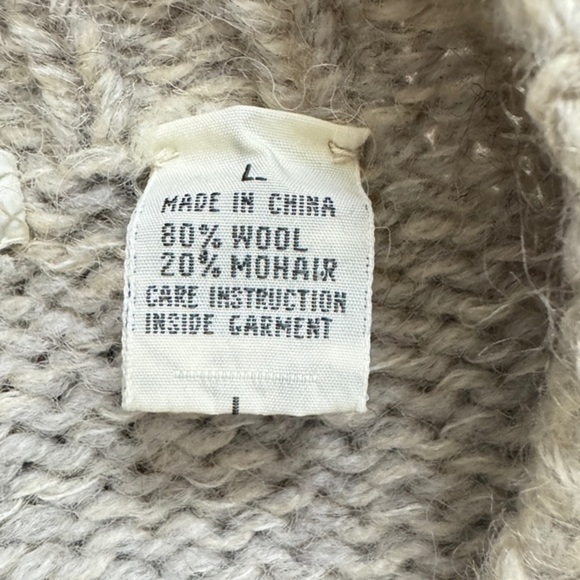 L
MADE IN CHINA
80% WOOL
20% MOHAIR
CARE INSTRUCTION
INSIDE GARMENT